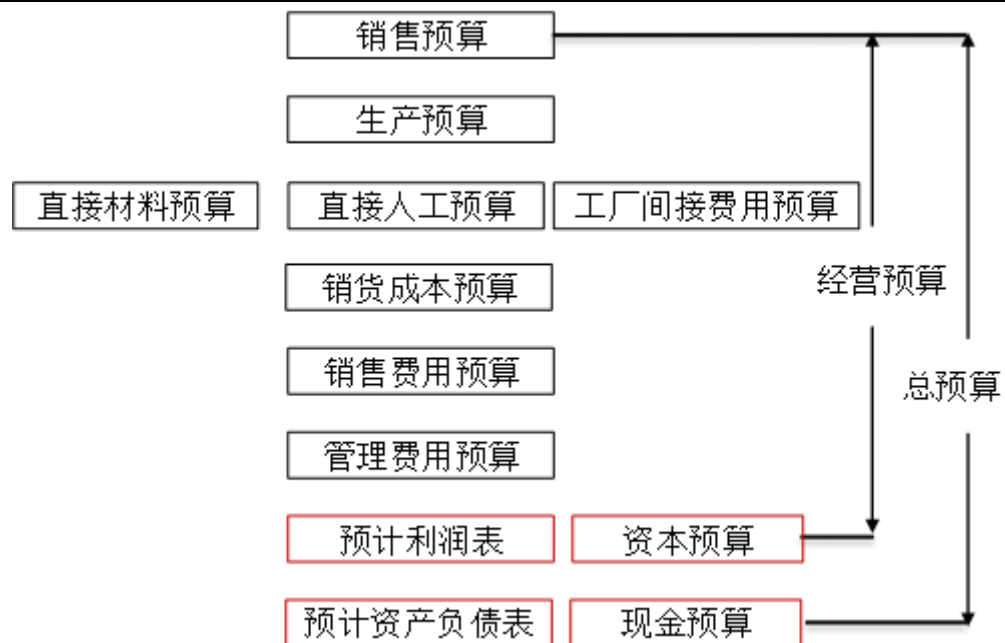 销售预算
生产预算
直接材料预算 直接人工预算 工厂间接费用预算
销货成本预算
经营预算
销售费用预算
总预算
管理费用预算
预计利润表 资本预算
预计资产负债表 现金预算